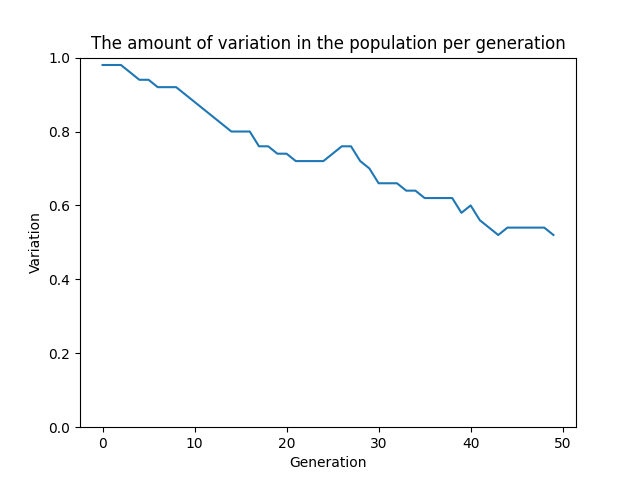 The amount of variation in the population per generation
1.0
0.8
0.6
0.4
0.2
0.0
Variation
0 10 20 30 40 50
Generation